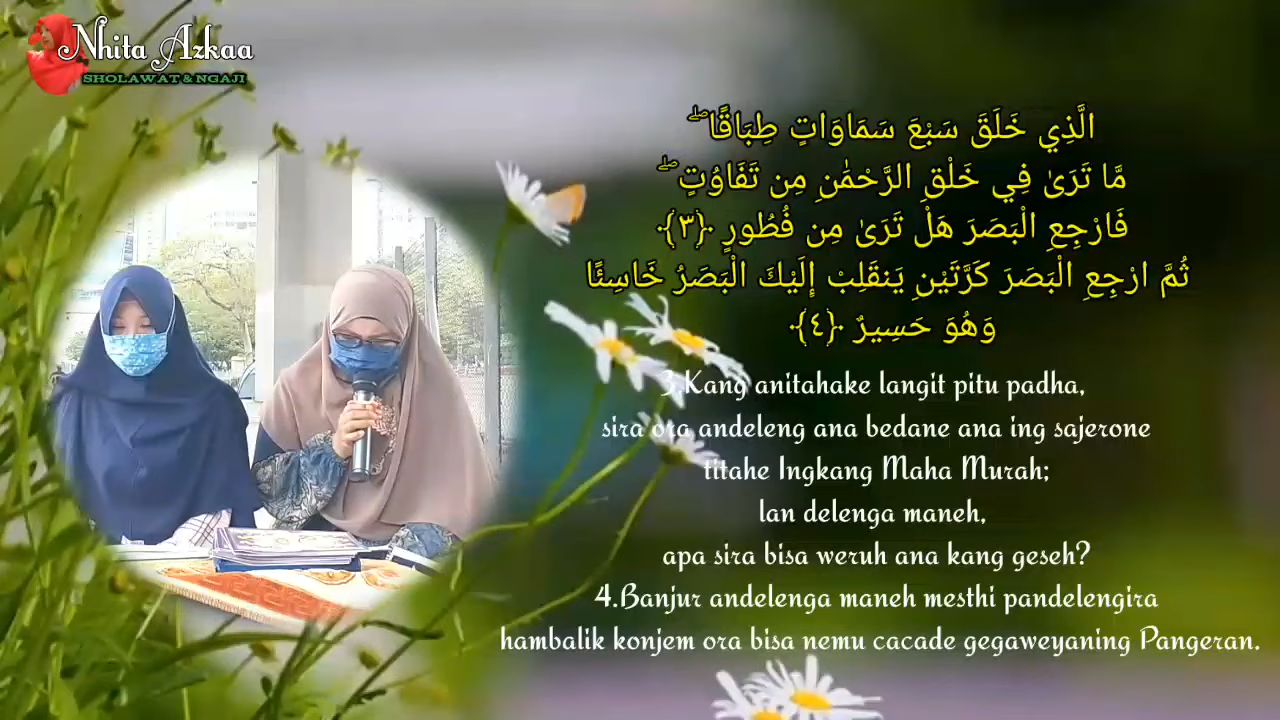 Nhita Azkaa
SHOLAWAT & NGAJI
الَّذِي خَلَقَ سَبْعَ سَمَاوَاتٍ طِبَاقًا ۖ
مَّا تَرَىٰ فِي خَلْقِ الرَّحْمَٰنِ مِن تَفَاوُتٍ ۖ
فَارْجِعِ الْبَصَرَ هَلْ تَرَىٰ مِن فُطُورٍ ﴿٣﴾
ثُمَّ ارْجِعِ الْبَصَرَ كَرَّتَيْنِ يَنقَلِبْ إِلَيْكَ الْبَصَرُ خَاسِئًا
وَهُوَ حَسِيرٌ ﴿٤﴾
3.Kang anitahake langit pitu padha,
sira ora andeleng ana bedane ana ing sajerone
titahe Ingkang Maha Murah;
lan delenga maneh,
apa sira bisa weruh ana kang geseh?
4.Banjur andelenga maneh mesthi pandelengira
hambalik konjem ora bisa nemu cacade gegaweyaning Pangeran.